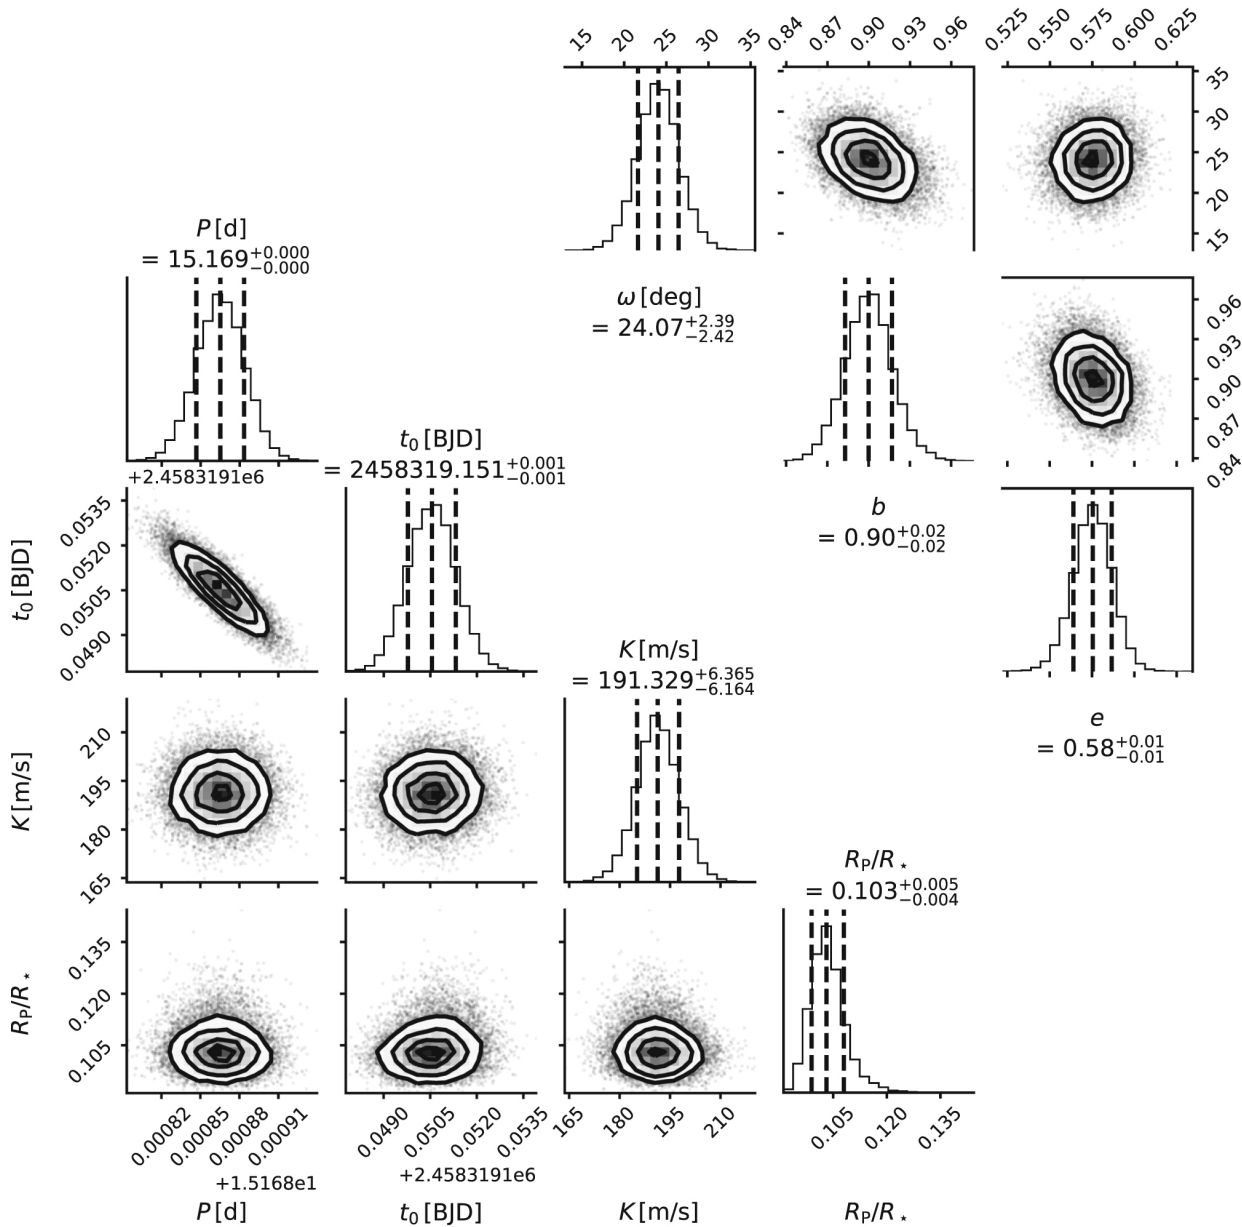 15 20 25 30 35 0.84 0.87 0.90 0.93 0.96 0.525 0.550 0.575 0.600 0.625
35
30
25
20
15
P [d]
= 15.169 +0.000 −0.000
ω [deg]
= 24.07 +2.39 −2.42
0.96
0.93
0.90
0.87
0.84
t₀ [BJD]
= 2458319.151 +0.001 −0.001
+2.4583191e6
b
= 0.90 +0.02 −0.02
t₀ [BJD]
0.0535
0.0520
0.0505
0.0490
K [m/s]
= 191.329 +6.365 −6.164
e
= 0.58 +0.01 −0.01
K [m/s]
210
195
180
165
R_P/R⋆
= 0.103 +0.005 −0.004
R_P/R⋆
0.135
0.120
0.105
0.00082 0.00085 0.00088 0.00091 0.0490 0.0505 0.0520 0.0535 165 180 195 210 0.105 0.120 0.135
+1.5168e1 +2.4583191e6
P [d] t₀ [BJD] K [m/s] R_P/R⋆